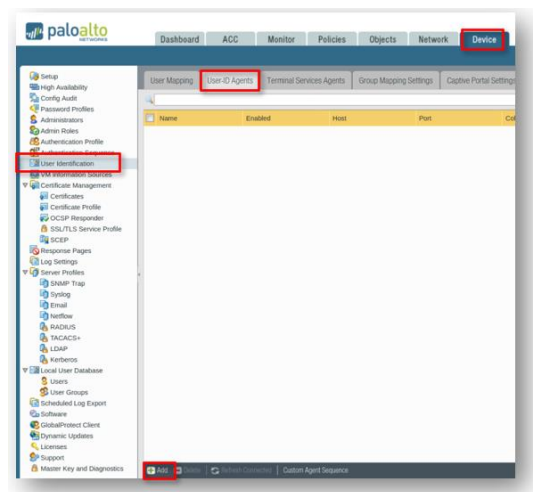 paloalto
NETWORKS
Dashboard ACC Monitor Policies Objects Network Device
User Mapping User-ID Agents Terminal Services Agents Group Mapping Settings Captive Portal Settings
Name Enabled Host Port
Setup
High Availability
Config Audit
Password Profiles
Administrators
Admin Roles
Authentication Profile
Authentication Sequence
User Identification
VM Information Sources
Certificate Management
Certificates
Certificate Profile
OCSP Responder
SSL/TLS Service Profile
SCEP
Response Pages
Log Settings
Server Profiles
SNMP Trap
Syslog
Email
Netflow
RADIUS
TACACS+
LDAP
Kerberos
Local User Database
Users
User Groups
Scheduled Log Export
Software
GlobalProtect Client
Dynamic Updates
Licenses
Support
Master Key and Diagnostics
Add Delete Refresh Connected Custom Agent Sequence